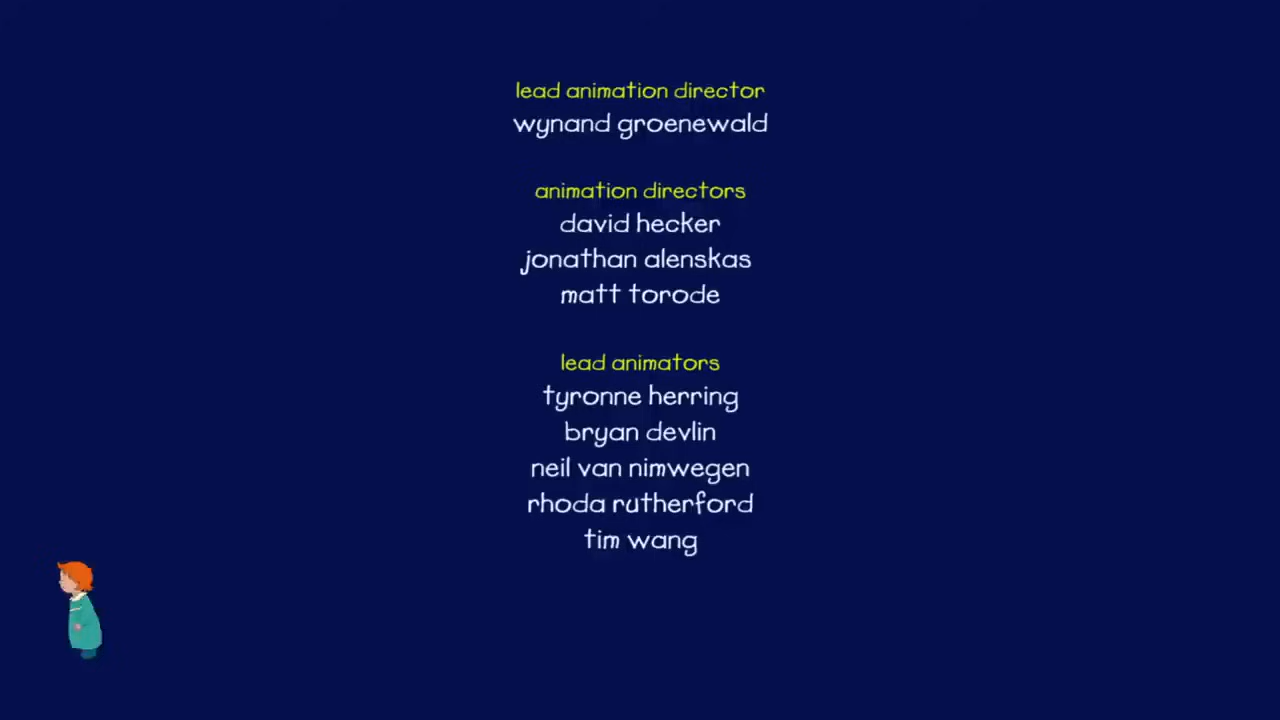 lead animation director
wynand groenewald
animation directors
david hecker
jonathan alenskas
matt torode
lead animators
tyronne herring
bryan devlin
neil van nimwegen
rhoda rutherford
tim wang